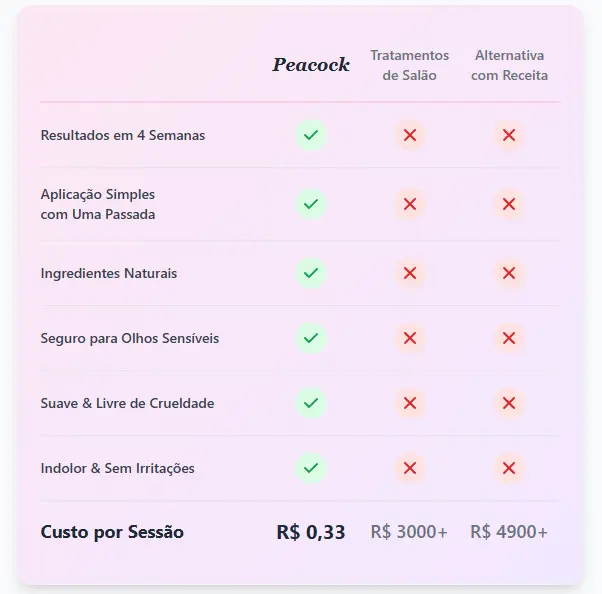 Peacock
Tratamentos
de Salão
Alternativa
com Receita
Resultados em 4 Semanas
Aplicação Simples
com Uma Passada
Ingredientes Naturais
Seguro para Olhos Sensíveis
Suave & Livre de Crueldade
Indolor & Sem Irritações
Custo por Sessão R$ 0,33 R$ 3000+ R$ 4900+